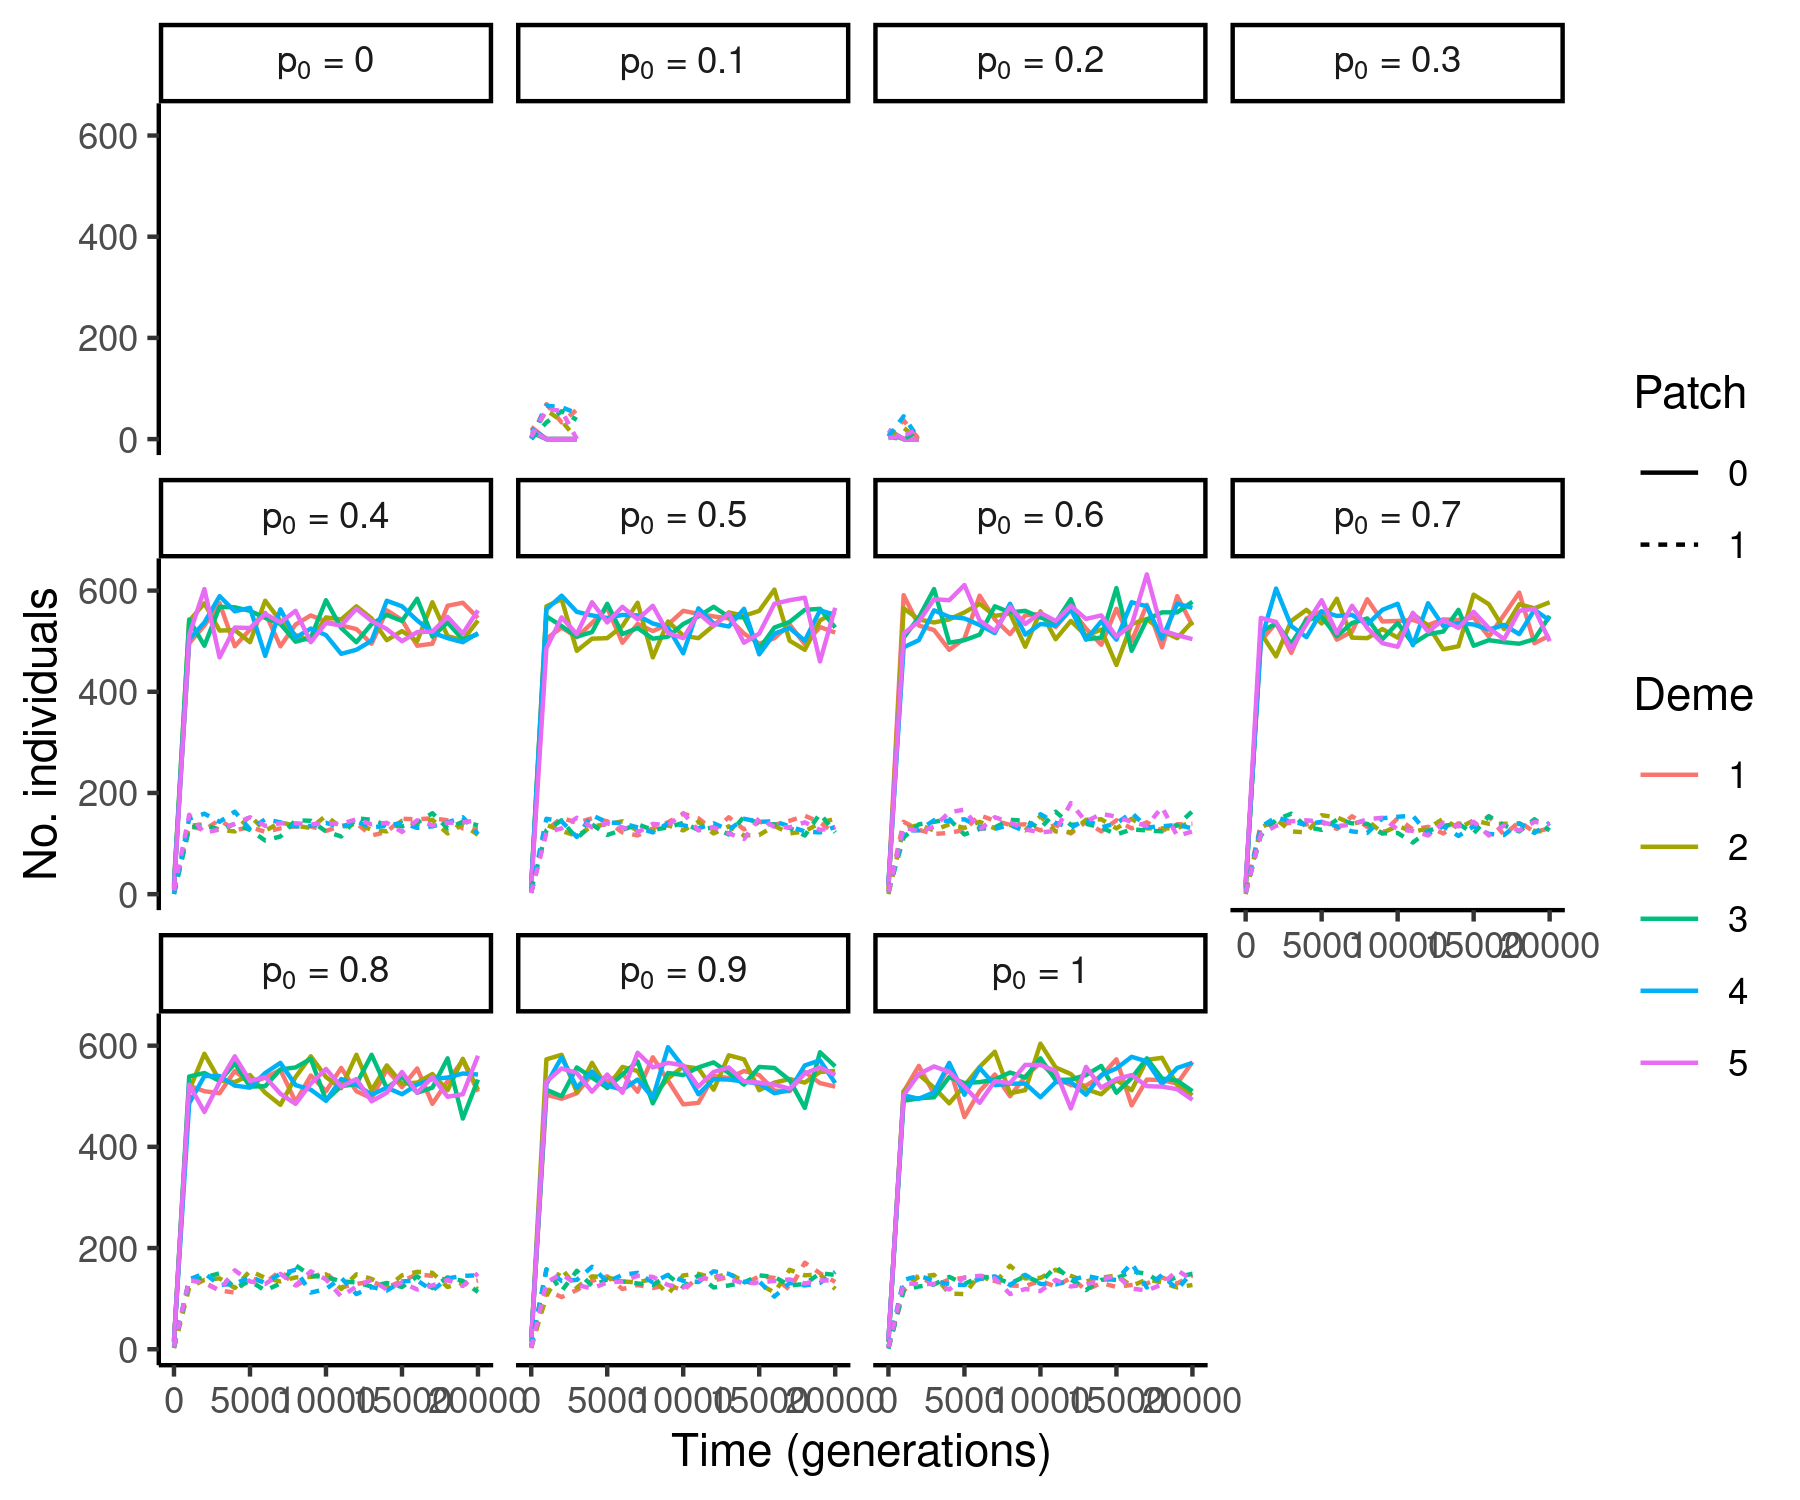 p₀ = 0
p₀ = 0.1
p₀ = 0.2
p₀ = 0.3
600
400
200
0
p₀ = 0.4
p₀ = 0.5
p₀ = 0.6
p₀ = 0.7
600
400
200
0
0 5000 10000 15000 20000
p₀ = 0.8
p₀ = 0.9
p₀ = 1
600
400
200
0
0 5000 10000 15000 20000
0 5000 10000 15000 20000
0 5000 10000 15000 20000
Time (generations)
No. individuals
Patch
0
1
Deme
1
2
3
4
5